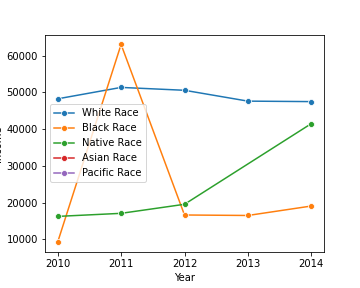 60000
50000
40000
30000
20000
10000
White Race
Black Race
Native Race
Asian Race
Pacific Race
2010 2011 2012 2013 2014
Year